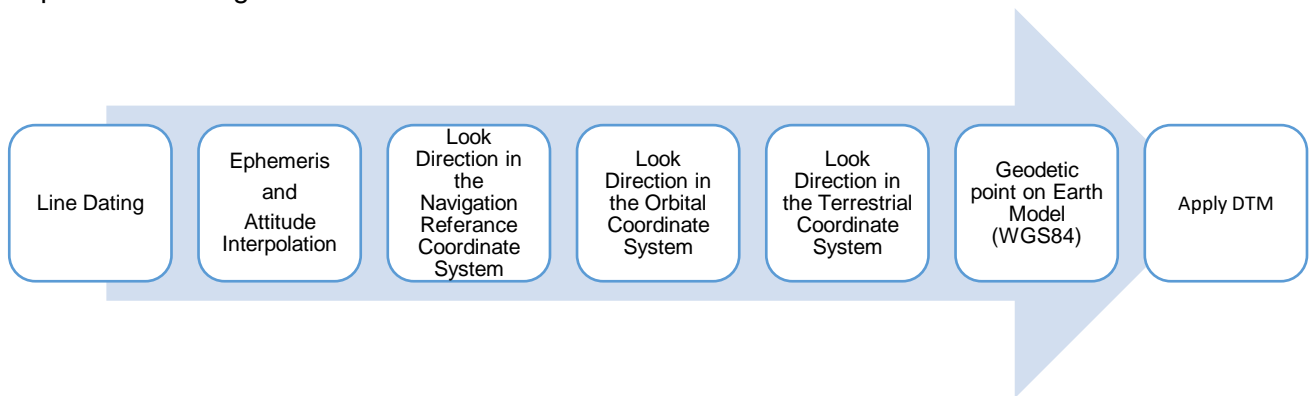 Line Dating
Ephemeris
and
Attitude
Interpolation
Look
Direction in
the
Navigation
Referance
Coordinate
System
Look
Direction in
the Orbital
Coordinate
System
Look
Direction in
the Terrestrial
Coordinate
System
Geodetic
point on Earth
Model
(WGS84)
Apply DTM